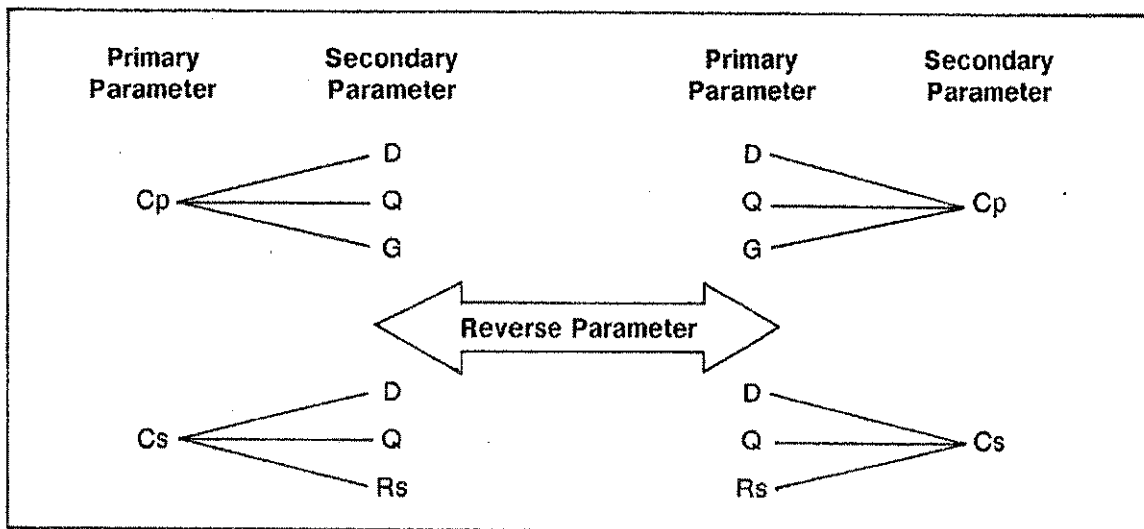 Primary Parameter
Secondary Parameter
Primary Parameter
Secondary Parameter
D
Cp
Q
G
D
Q
Cp
G
Reverse Parameter
D
Cs
Q
Rs
D
Q
Cs
Rs